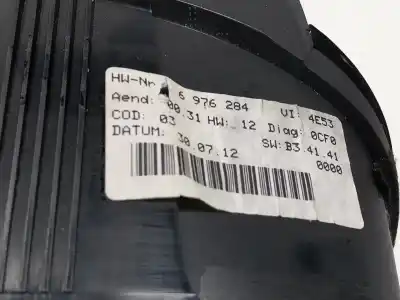 HW-Nr 6 976 284 VI: 4E53
Aend: 00.31 HW: 12 Diag: 0CF0
COD: 03 SW:B3.41.41
DATUM: 30.07.12 0000